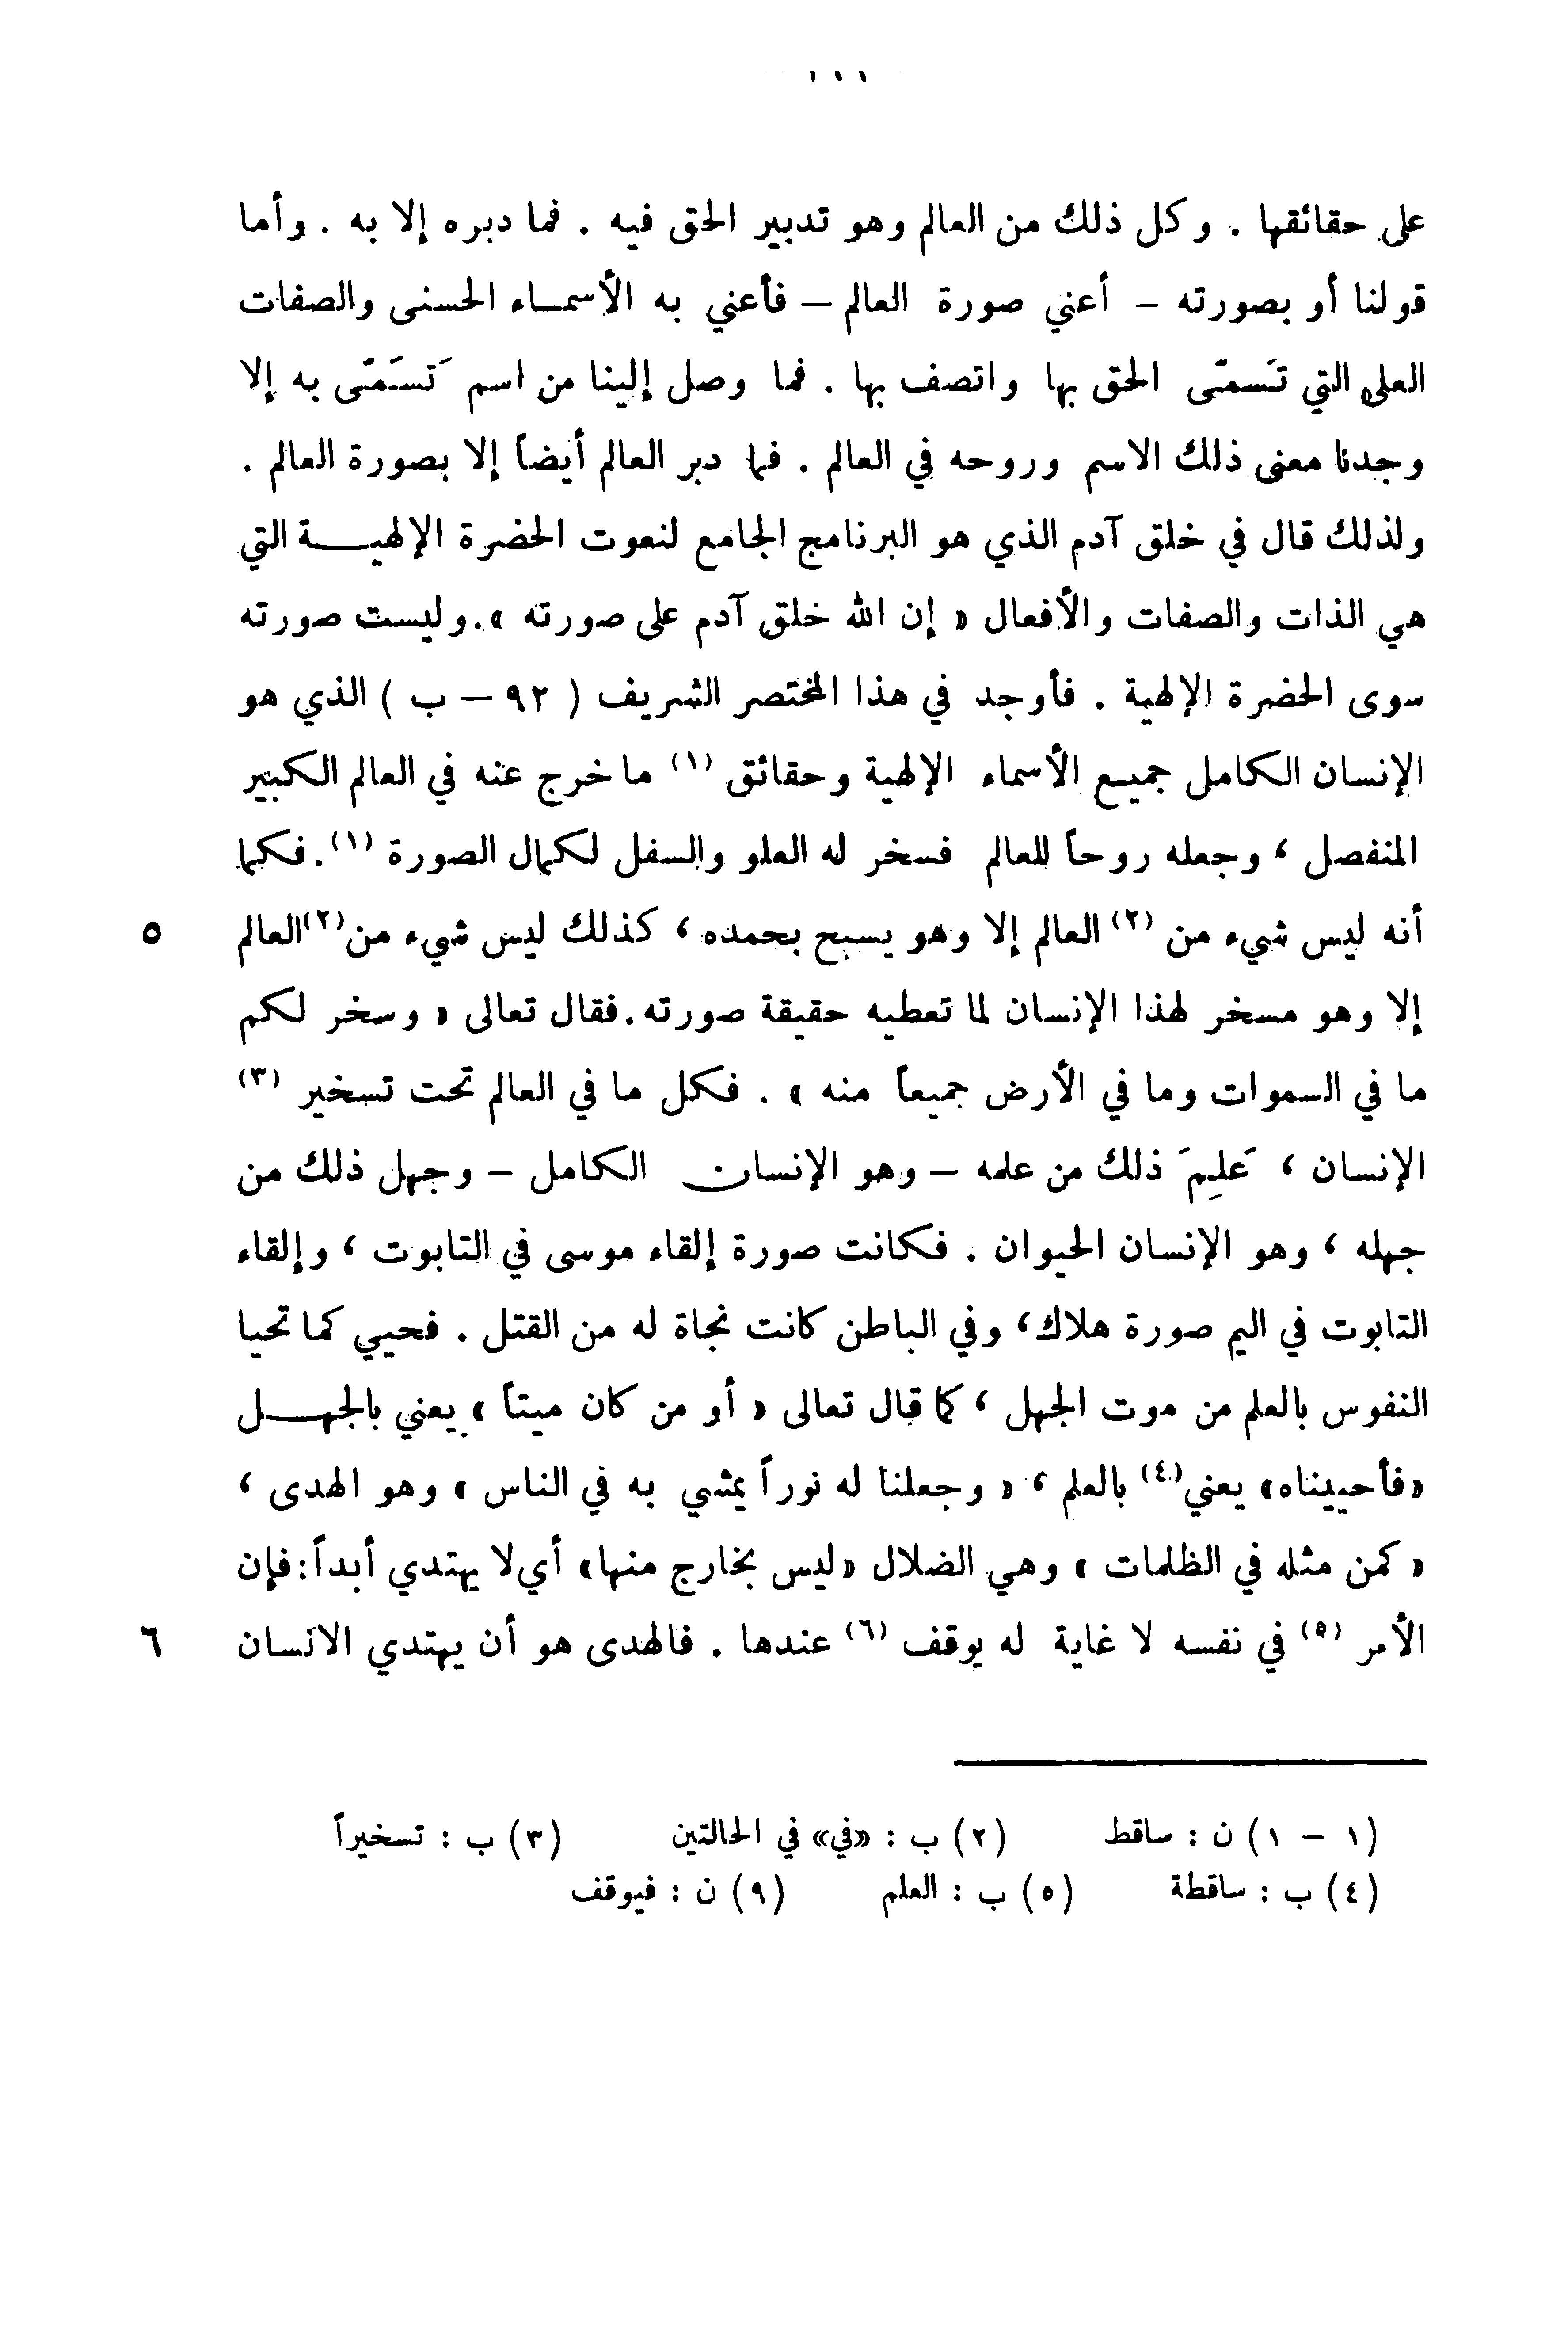 على حقائقها . وكل ذلك من العالم وهو تدبير الحق فيه . فما دبره إلا به . وأما
قولنا أو بصورته – أعني صورة العالم – فأعني به الأسمـاء الحسنى والصفات
العلى التي تَسمّى الحق بها واتصف بها . فما وصل إلينا من اسم تَسَمّى به إلا
وجدنا معنى ذلك الاسم وروحه في العالم . فما دبر العالم أيضاً إلا بصورة العالم .
ولذلك قال في خلق آدم الذي هو البرنامج الجامع لنعوت الحضرة الإلهيـــة التي
هي الذات والصفات والأفعال « إن الله خلق آدم على صورته ».وليست صورته
سوى الحضرة الإلهية . فأوجد في هذا المختصر الشريف ( ٩٢ – ب ) الذي هو
الإنسان الكامل جميع الأسماء الإلهية وحقائق (١) ما خرج عنه في العالم الكبير
المنفصل ، وجعله روحاً للعالم فسخر له العلو والسفل لكمال الصورة (١).فكما
أنه ليس شيء من (٢) العالم إلا وهو يسبح بحمده، كذلك ليس شيء من(٢)العالم ٥
إلا وهو مسخر لهذا الإنسان لما تعطيه حقيقة صورته.فقال تعالى « وسخر لكم
ما في السموات وما في الأرض جميعاً منه » . فكل ما في العالم تحت تسخير (٣)
الإنسان ، عَلِمَ ذلك من علمه – وهو الإنسان الكامل – وجهل ذلك من
جهله ، وهو الإنسان الحيوان . فكانت صورة إلقاء موسى في التابوت ، وإلقاء
التابوت في اليم صورة هلاك، وفي الباطن كانت نجاة له من القتل . فحيي كما تحيا
النفوس بالعلم من موت الجهل ، كما قال تعالى « أو من كان ميتاً » يعني بالجهـــل
«فأحييناه» يعني(٤) بالعلم ، « وجعلنا له نوراً يمشي به في الناس » وهو الهدى ،
« كمن مثله في الظلمات » وهي الضلال «ليس بخارج منها» أي لا يهتدي أبداً:فإن
الأمر (٥) في نفسه لا غاية له يوقف (٦) عندها . فالهدى هو أن يهتدي الانسان ٦
(١ – ١) ن : ساقط (٢) ب : «في» في الحالتين (٣) ب : تسخيراً
(٤) ب : ساقطة (٥) ب : العلم (٩) ن : فيوقف